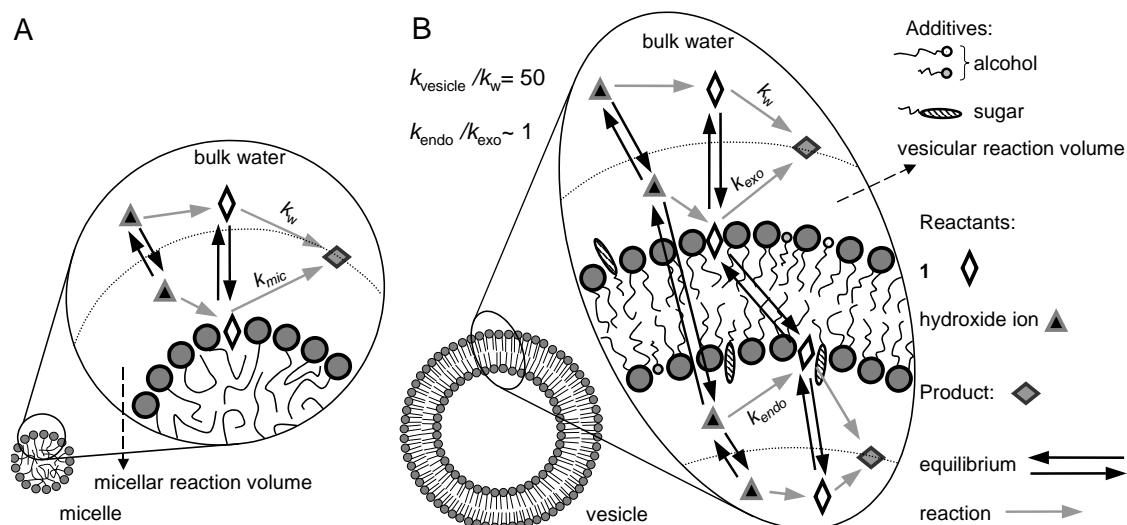 A
bulk water
k_w
k_mic
micellar reaction volume
micelle
B
bulk water
k_vesicle /k_w= 50
k_endo /k_exo~ 1
k_w
k_exo
k_endo
vesicle
Additives:
alcohol
sugar
vesicular reaction volume
Reactants:
1
hydroxide ion
Product:
equilibrium
reaction